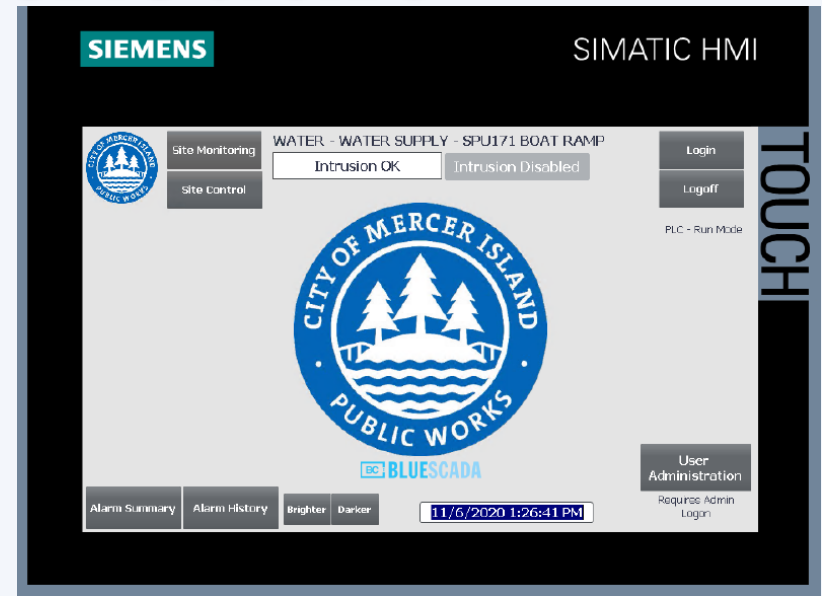 SIEMENS
SIMATIC HMI
TOUCH
CITY OF MERCER ISLAND
PUBLIC WORKS
Site Monitoring
Site Control
WATER - WATER SUPPLY - SPU171 BOAT RAMP
Intrusion OK
Intrusion Disabled
Login
Logoff
PLC - Run Mode
CITY OF MERCER ISLAND
PUBLIC WORKS
BC BLUESCADA
User
Administration
Requires Admin
Logon
Alarm Summary
Alarm History
Brighter
Darker
11/6/2020 1:26:41 PM